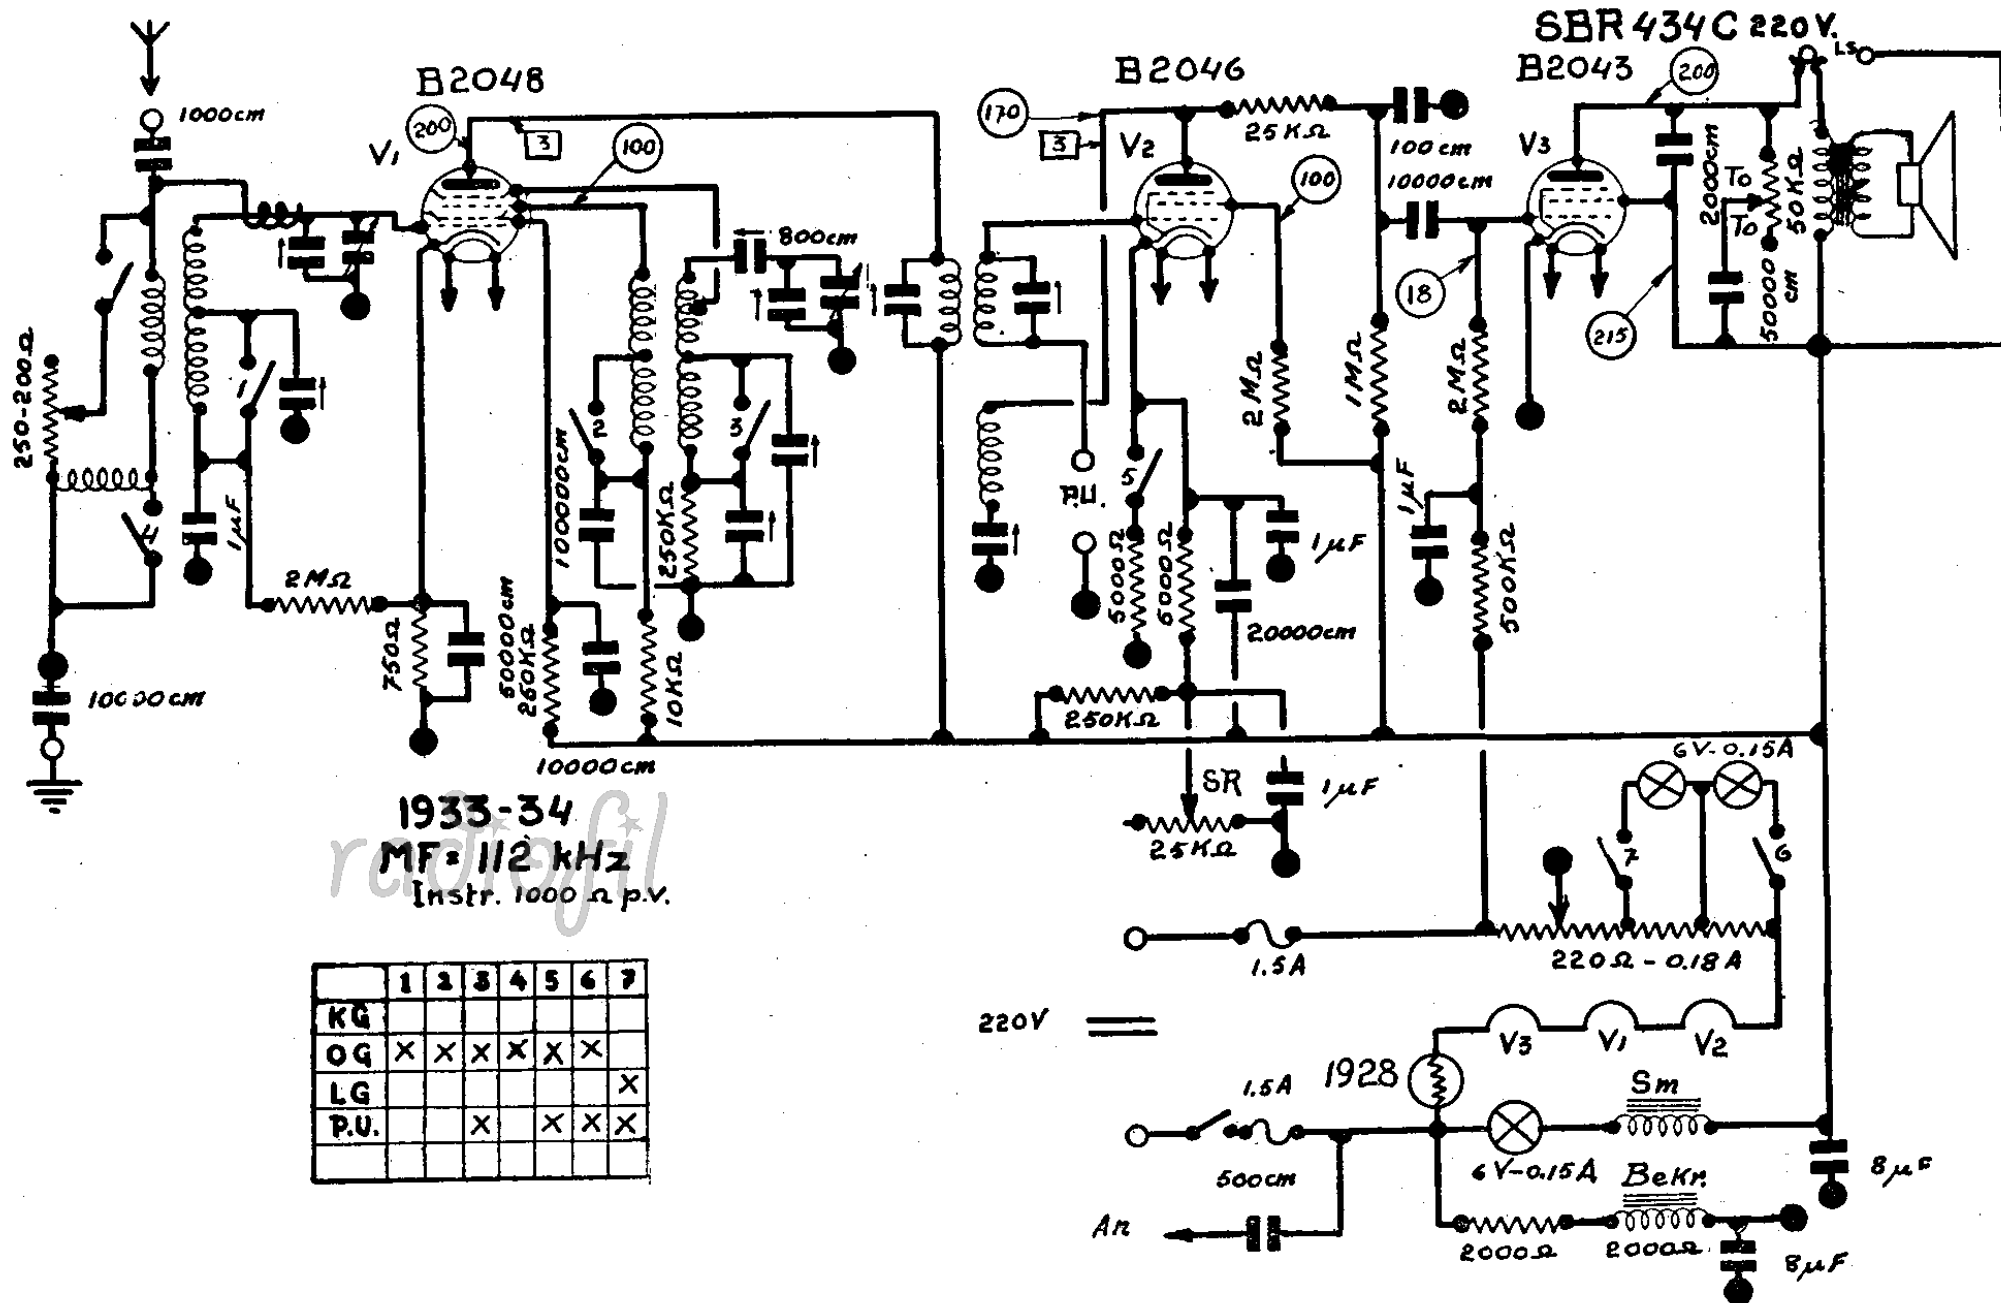 SBR 434C 220V.
LS
B2048
B2046
B2043
1000cm
V1
200
3
100
170
3
V2
25KΩ
100cm
10000cm
100
V3
200
2000cm
To
To
50KΩ
50000
cm
800cm
18
215
250-200Ω
1
2
3
4
5
1µF
100000cm
250KΩ
P.U.
2MΩ
1MΩ
2MΩ
1µF
1µF
5000Ω
20000cm
500KΩ
2MΩ
750Ω
50000cm
10KΩ
10000cm
250KΩ
10000cm
SR
1µF
25KΩ
6V-0.15A
7
6
1933-34
MF= 112 kHz
Instr. 1000 Ω p.V.
radiofil
1.5A
220Ω - 0.18A
1 2 3 4 5 6 7
KG
OG X X X X X X
LG X
P.U. X X X X
220V
V3 V1 V2
1928
1.5A
Sm
6V-0.15A
500cm
BeKr.
8µF
An
2000Ω
2000Ω
8µF